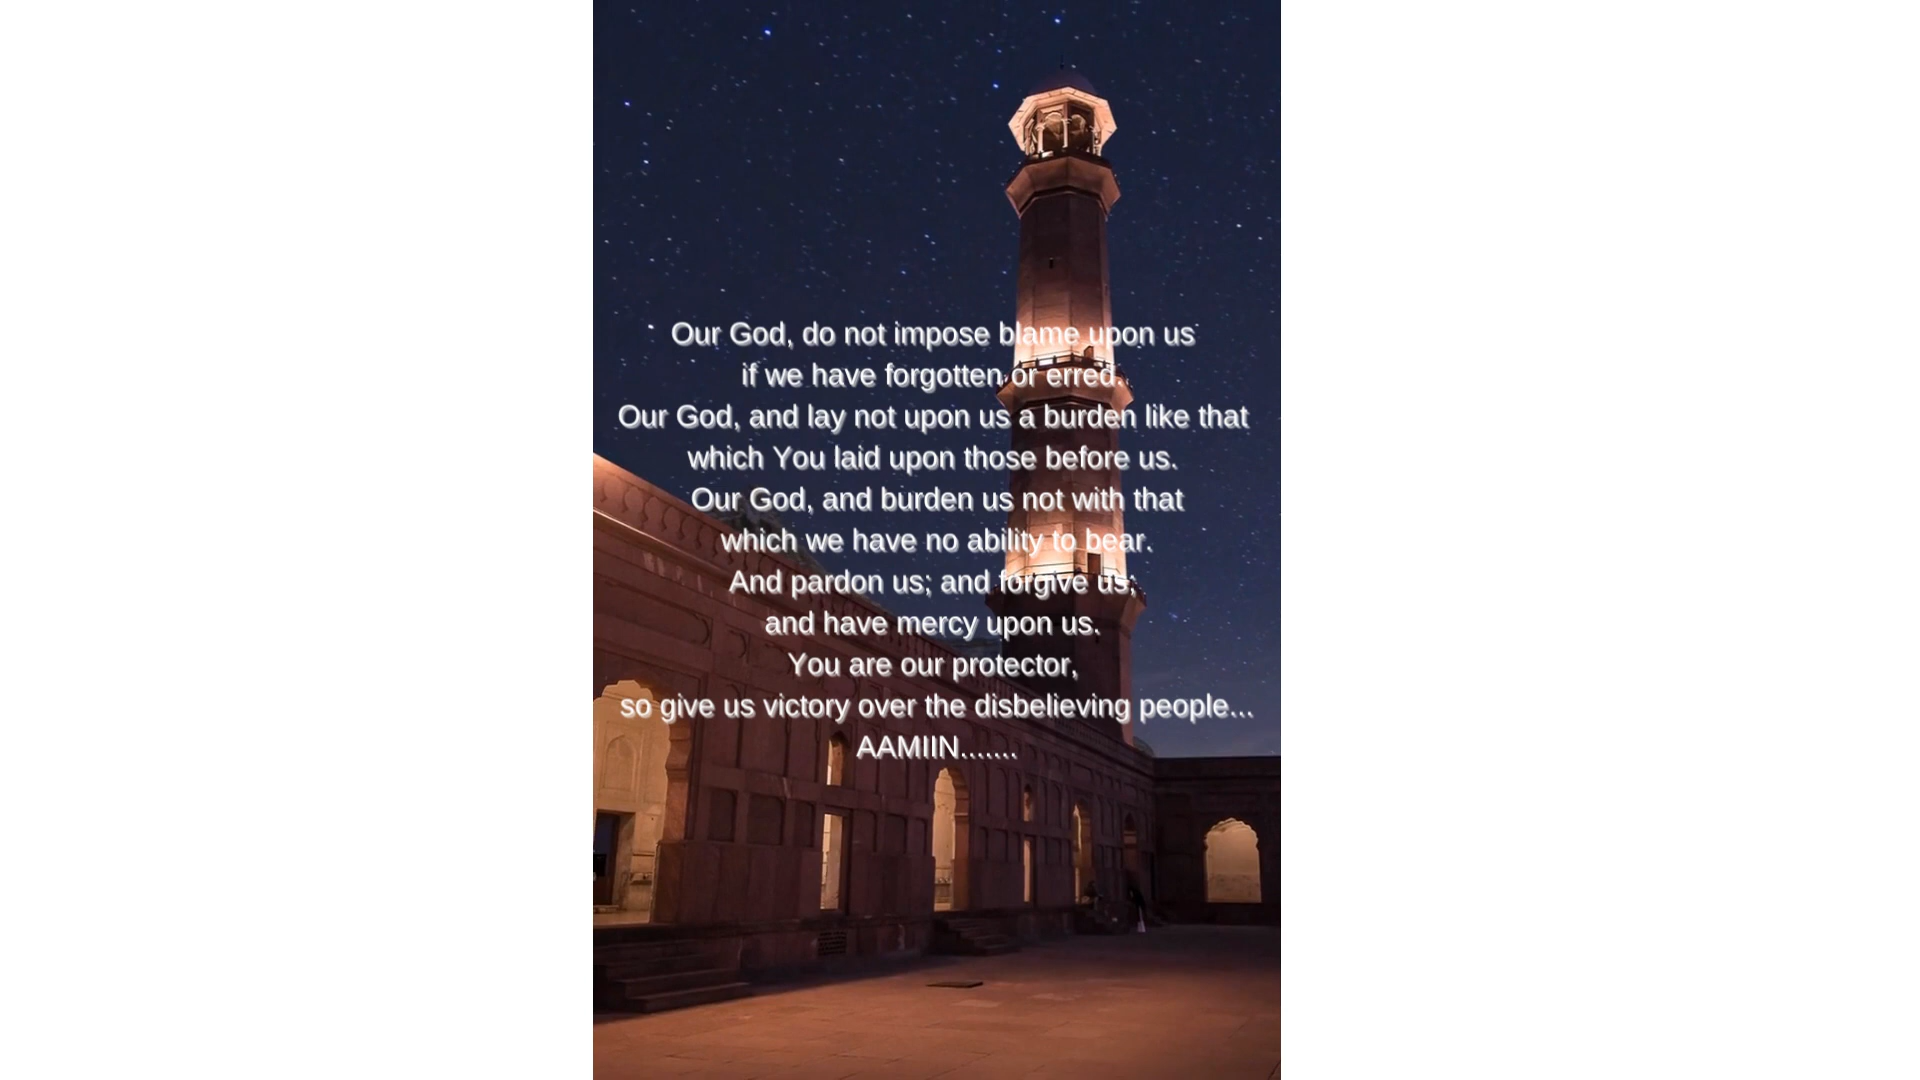 Our God, do not impose blame upon us
if we have forgotten or erred.
Our God, and lay not upon us a burden like that
which You laid upon those before us.
Our God, and burden us not with that
which we have no ability to bear.
And pardon us; and forgive us;
and have mercy upon us.
You are our protector,
so give us victory over the disbelieving people...
AAMIIN.......